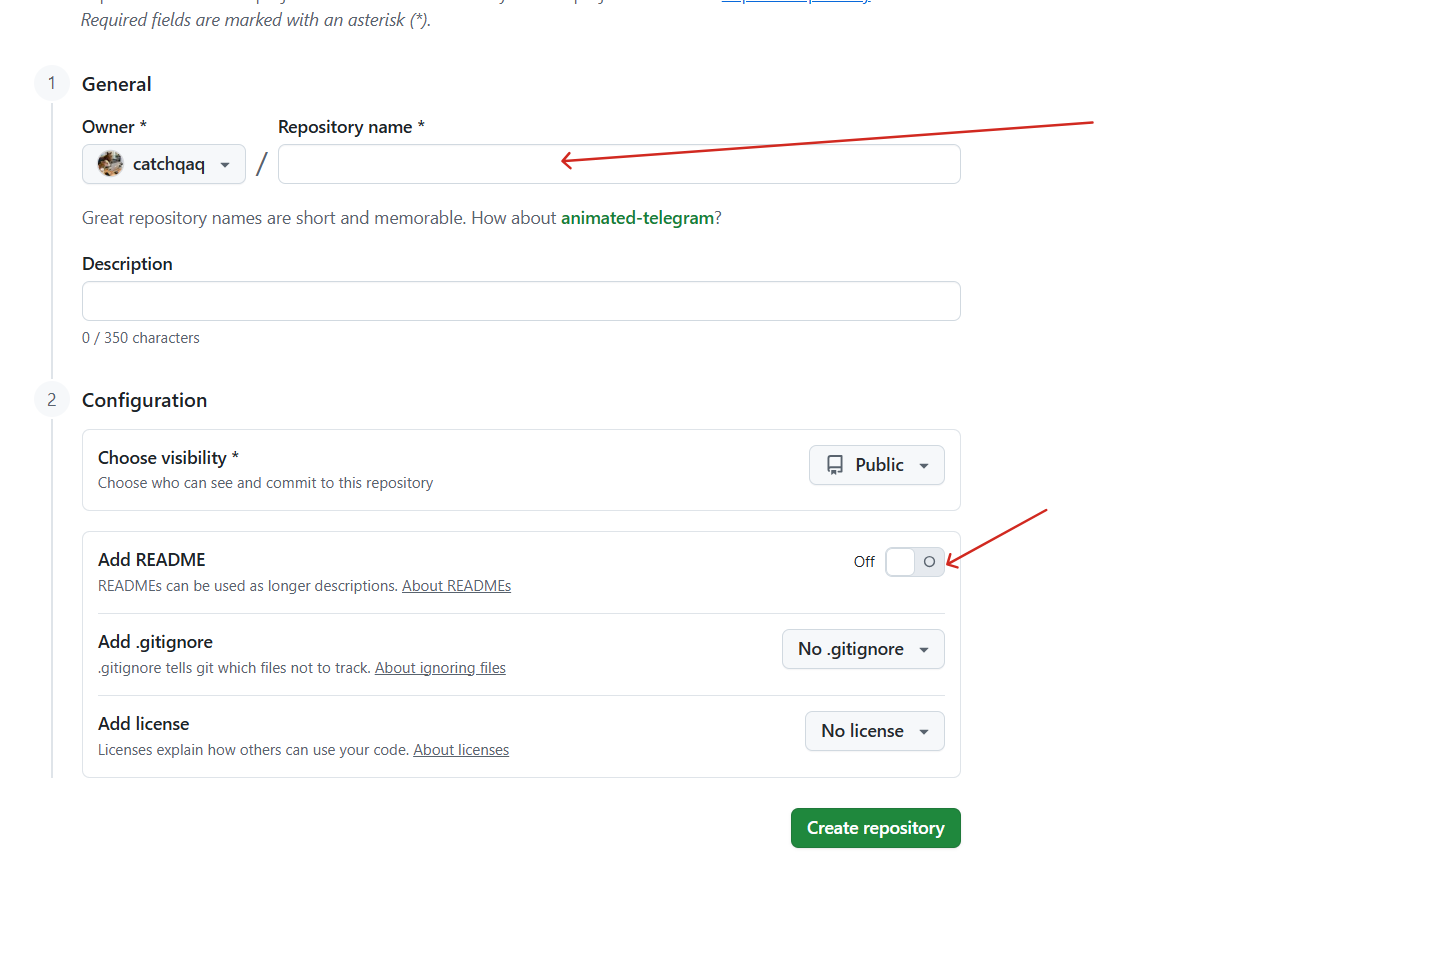 Required fields are marked with an asterisk (*).
1
General
Owner *
Repository name *
catchqaq
/
Great repository names are short and memorable. How about animated-telegram?
Description
0 / 350 characters
2
Configuration
Choose visibility *
Choose who can see and commit to this repository
Public
Add README
READMEs can be used as longer descriptions. About READMEs
Off
Add .gitignore
.gitignore tells git which files not to track. About ignoring files
No .gitignore
Add license
Licenses explain how others can use your code. About licenses
No license
Create repository